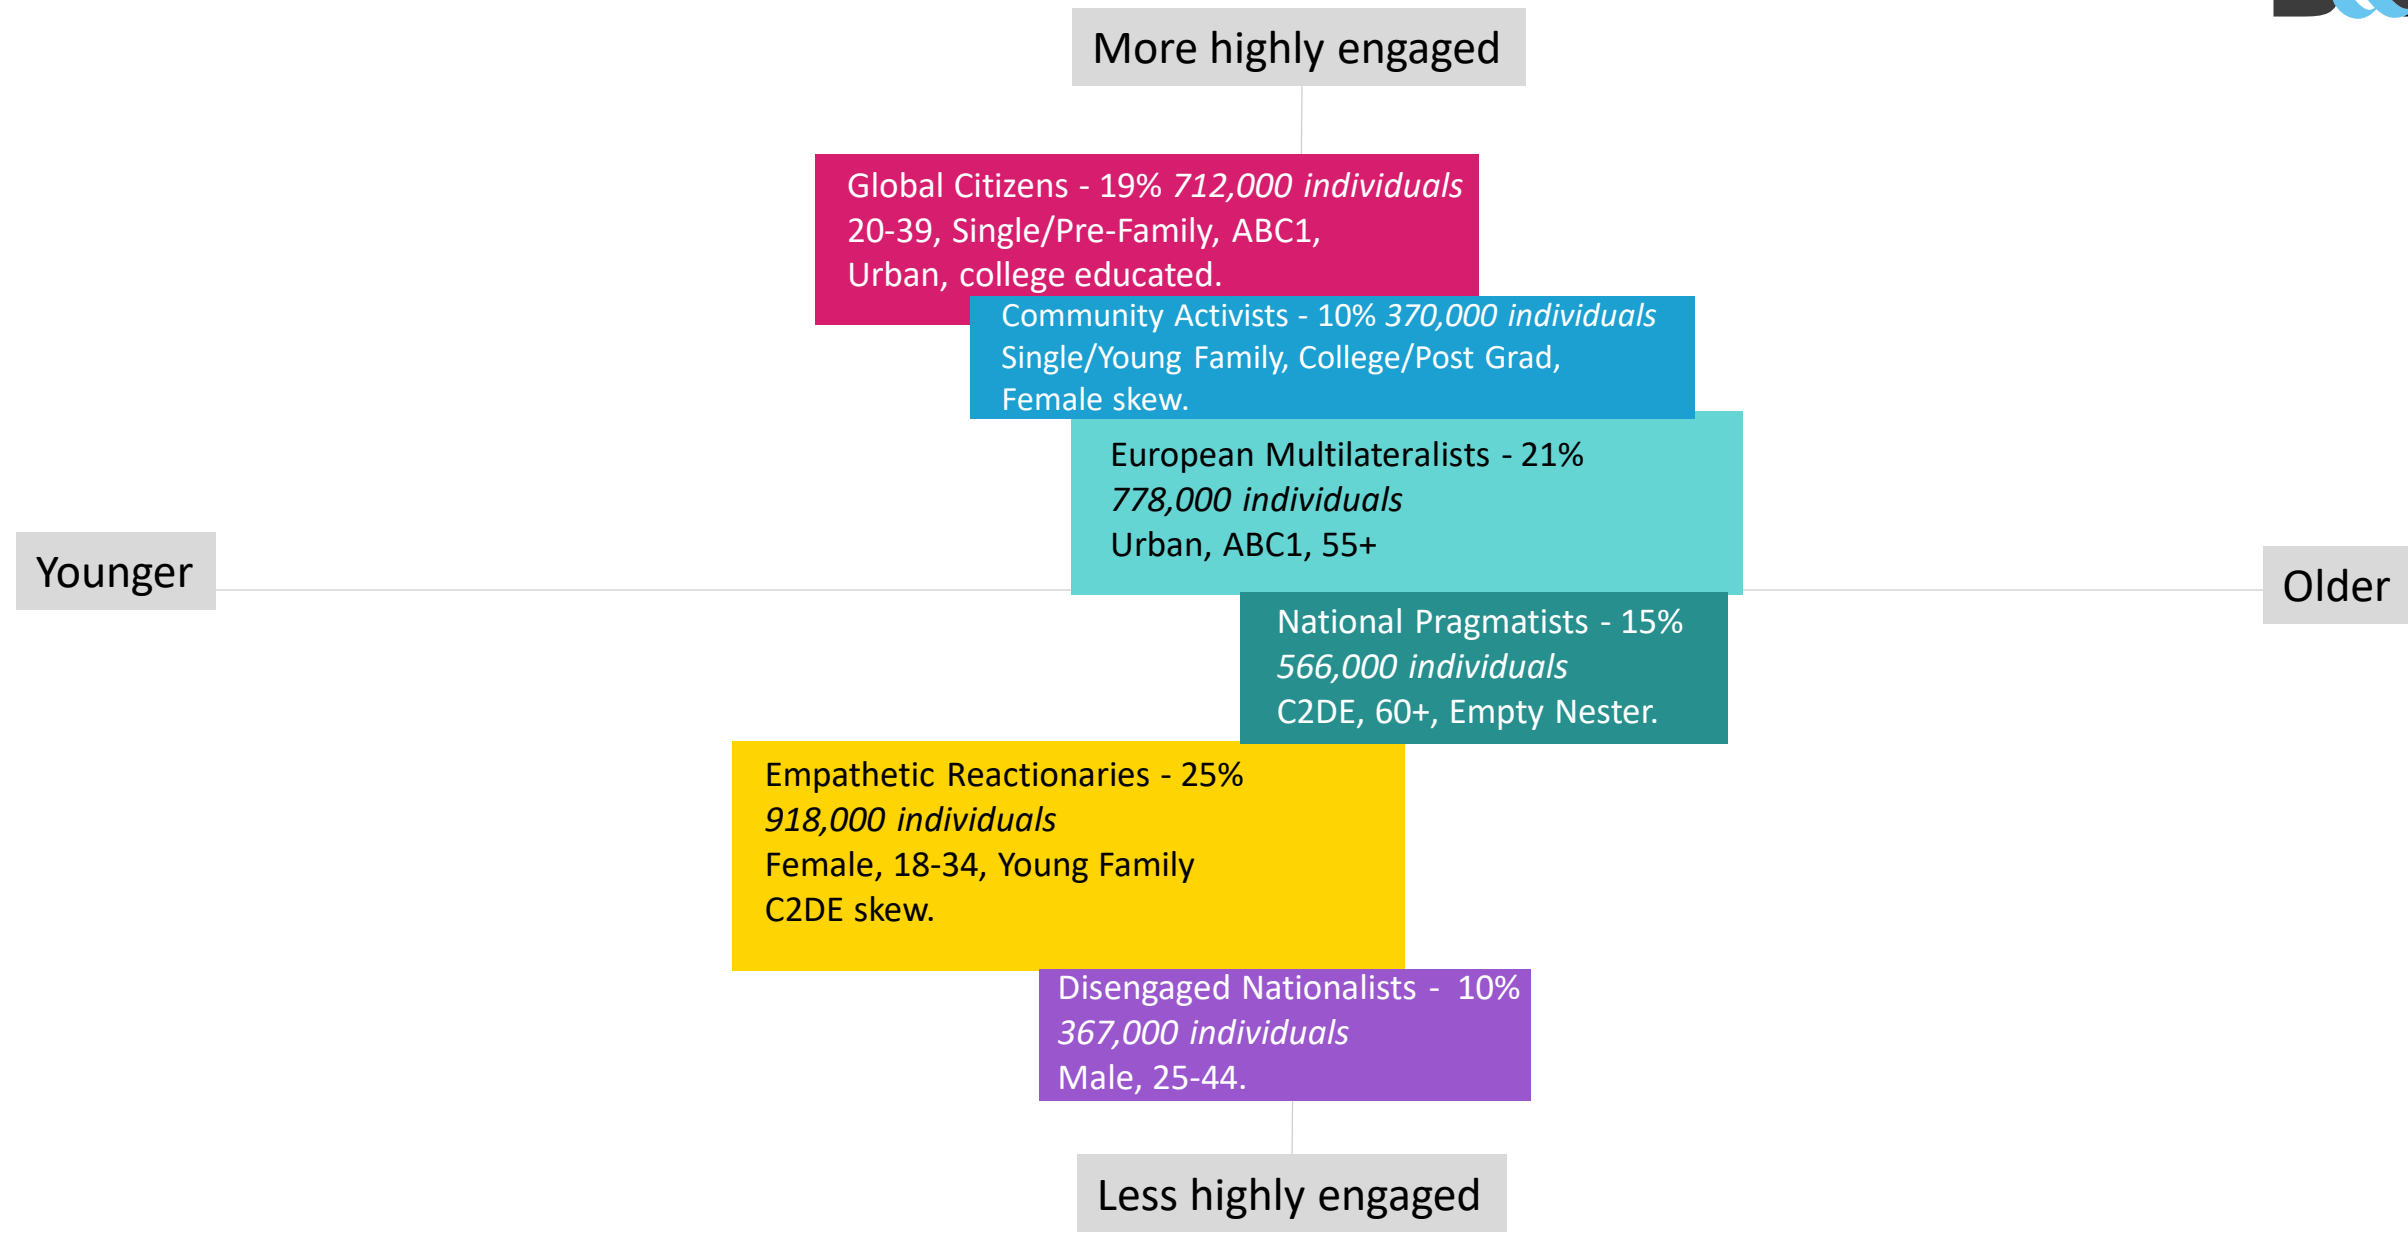 More highly engaged
Global Citizens - 19% 712,000 individuals
20-39, Single/Pre-Family, ABC1,
Urban, college educated.
Community Activists - 10% 370,000 individuals
Single/Young Family, College/Post Grad,
Female skew.
European Multilateralists - 21%
778,000 individuals
Urban, ABC1, 55+
Younger
Older
National Pragmatists - 15%
566,000 individuals
C2DE, 60+, Empty Nester.
Empathetic Reactionaries - 25%
918,000 individuals
Female, 18-34, Young Family
C2DE skew.
Disengaged Nationalists -  10%
367,000 individuals
Male, 25-44.
Less highly engaged